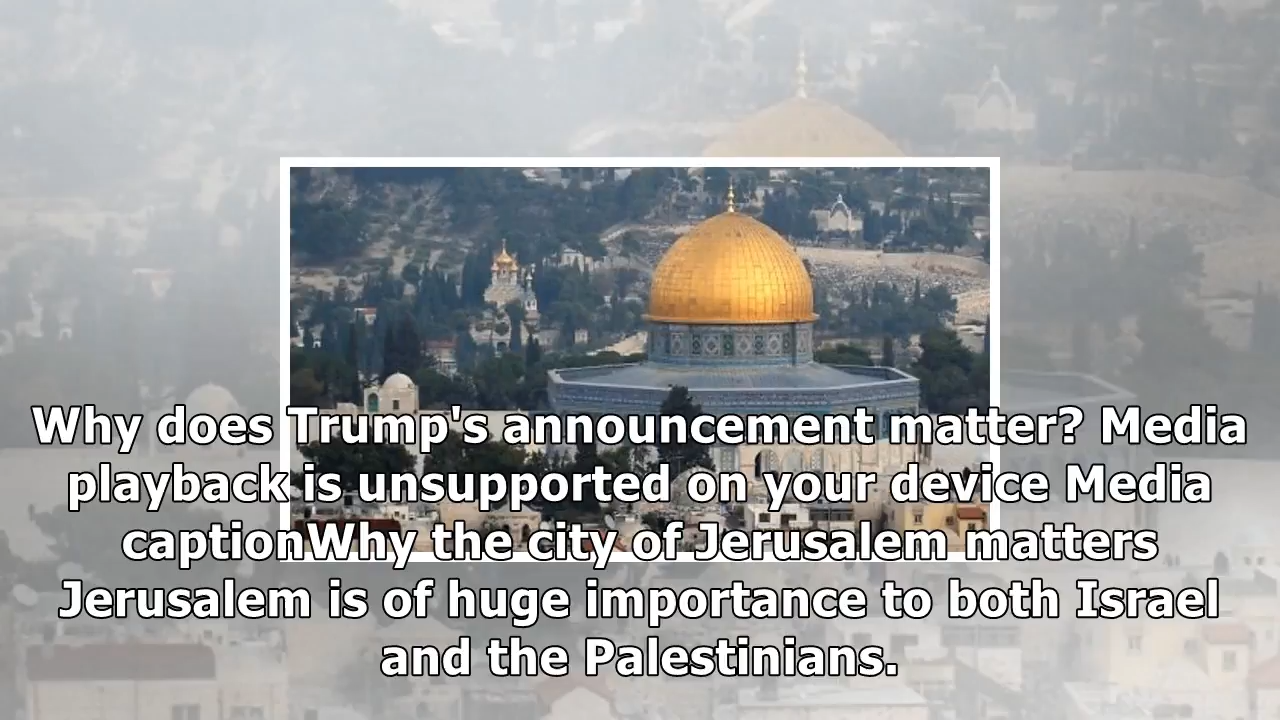 Why does Trump's announcement matter? Media
playback is unsupported on your device Media
captionWhy the city of Jerusalem matters
Jerusalem is of huge importance to both Israel
and the Palestinians.